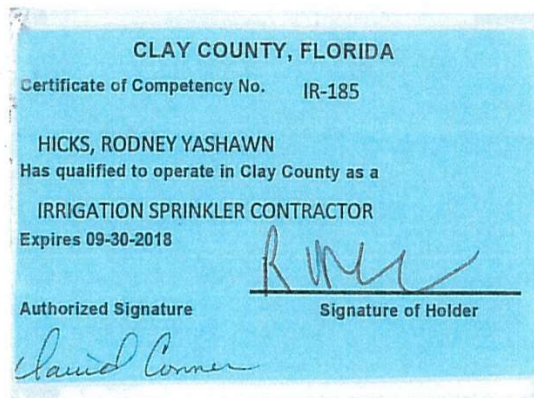 CLAY COUNTY, FLORIDA
Certificate of Competency No. IR-185
HICKS, RODNEY YASHAWN
Has qualified to operate in Clay County as a
IRRIGATION SPRINKLER CONTRACTOR
Expires 09-30-2018
Authorized Signature Signature of Holder
David Conner